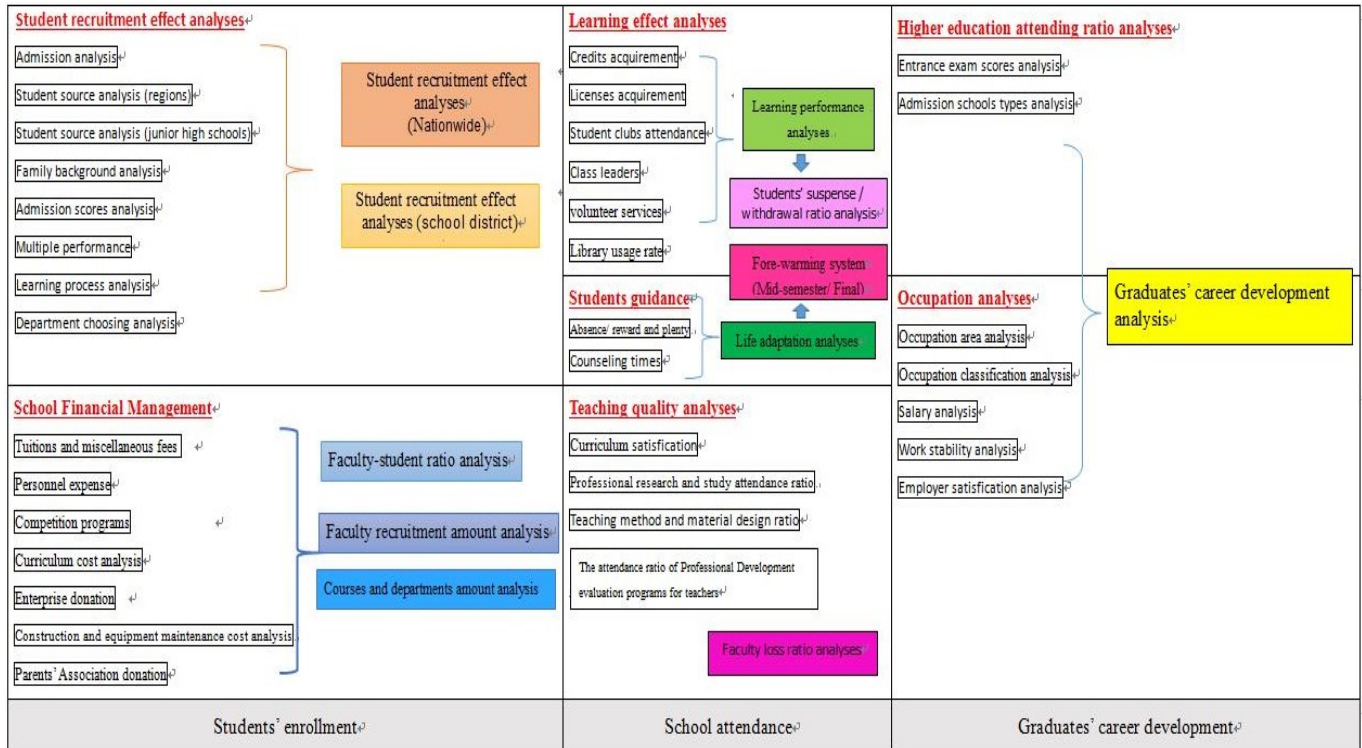 Student recruitment effect analyses
Admission analysis
Student source analysis (regions)
Student source analysis (junior high schools)
Family background analysis
Admission scores analysis
Multiple performance
Learning process analysis
Department choosing analysis
Student recruitment effect
analyses
(Nationwide)
Student recruitment effect
analyses (school district)
Learning effect analyses
Credits acquirement
Licenses acquirement
Student clubs attendance
Class leaders
volunteer services
Library usage rate
Learning performance
analyses
Students' suspense /
withdrawal ratio analysis
Fore-warming system
(Mid-semester/ Final)
Students guidance
Absence/ reward and plenty
Counseling times
Life adaptation analyses
Higher education attending ratio analyses
Entrance exam scores analysis
Admission schools types analysis
Occupation analyses
Occupation area analysis
Occupation classification analysis
Salary analysis
Work stability analysis
Employer satisfication analysis
Graduates' career development
analysis
School Financial Management
Tuitions and miscellaneous fees
Personnel expense
Competition programs
Curriculum cost analysis
Enterprise donation
Construction and equipment maintenance cost analysis
Parents' Association donation
Faculty-student ratio analysis
Faculty recruitment amount analysis
Courses and departments amount analysis
Teaching quality analyses
Curriculum satisfication
Professional research and study attendance ratio
Teaching method and material design ratio
The attendance ratio of Professional Development
evaluation programs for teachers
Faculty loss ratio analyses
Students' enrollment
School attendance
Graduates' career development